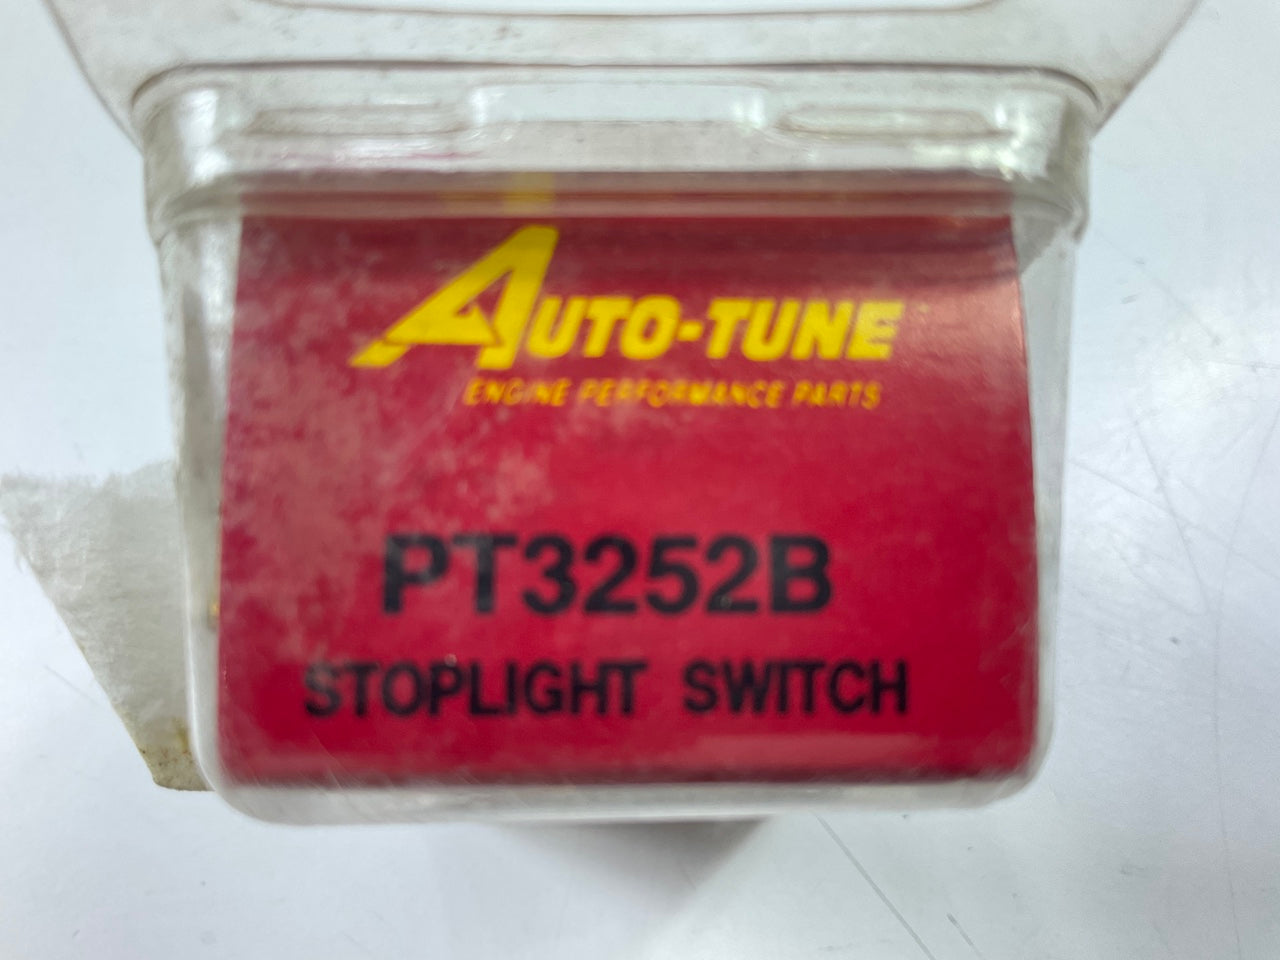 AUTO-TUNE
ENGINE PERFORMANCE PARTS
PT3252B
STOPLIGHT SWITCH